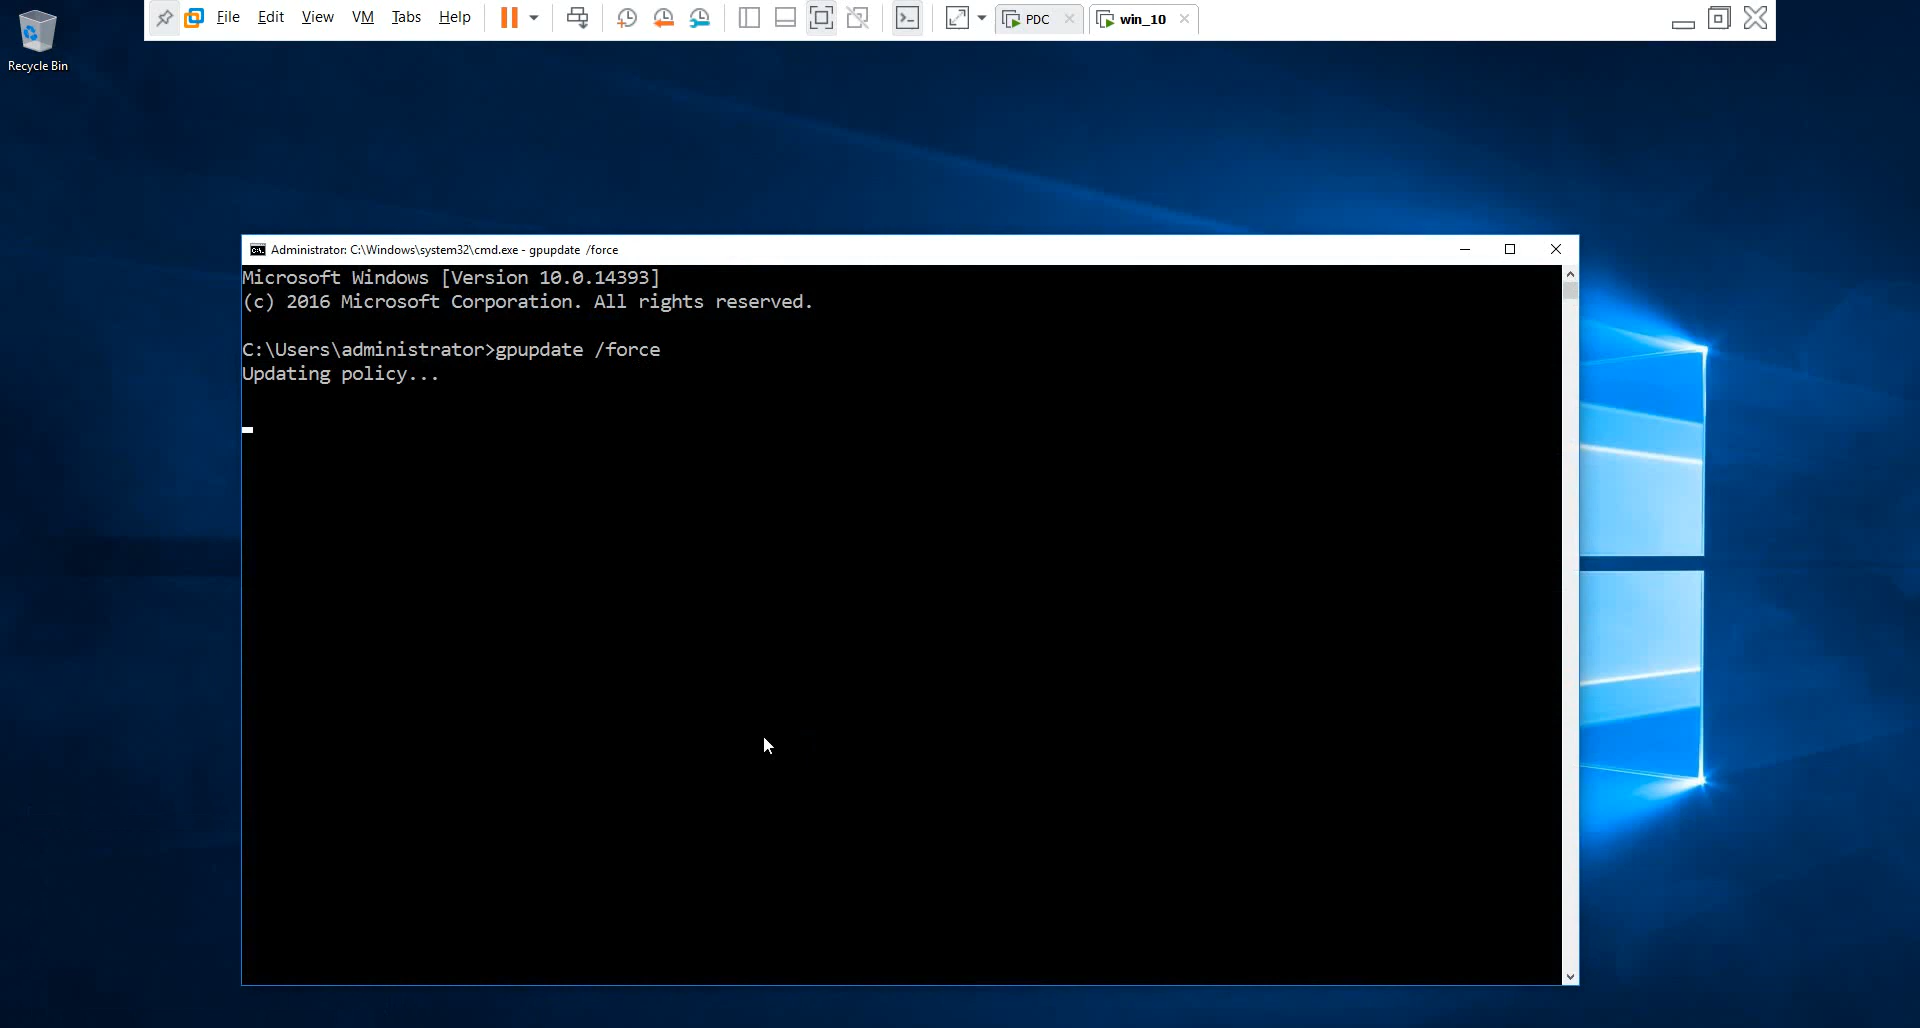 File Edit View VM Tabs Help PDC win_10
Recycle Bin
Administrator: C:\Windows\system32\cmd.exe - gpupdate /force
Microsoft Windows [Version 10.0.14393]
(c) 2016 Microsoft Corporation. All rights reserved.
C:\Users\administrator>gpupdate /force
Updating policy...